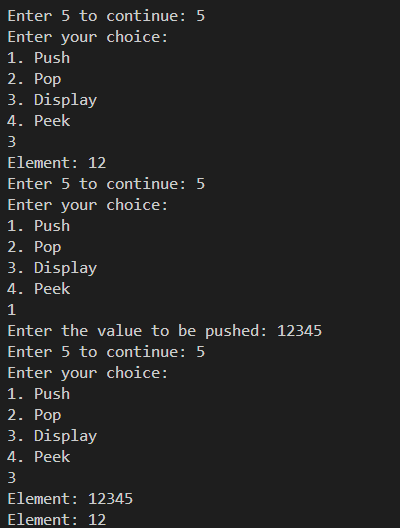 Enter 5 to continue: 5
Enter your choice:
1. Push
2. Pop
3. Display
4. Peek
3
Element: 12
Enter 5 to continue: 5
Enter your choice:
1. Push
2. Pop
3. Display
4. Peek
1
Enter the value to be pushed: 12345
Enter 5 to continue: 5
Enter your choice:
1. Push
2. Pop
3. Display
4. Peek
3
Element: 12345
Element: 12